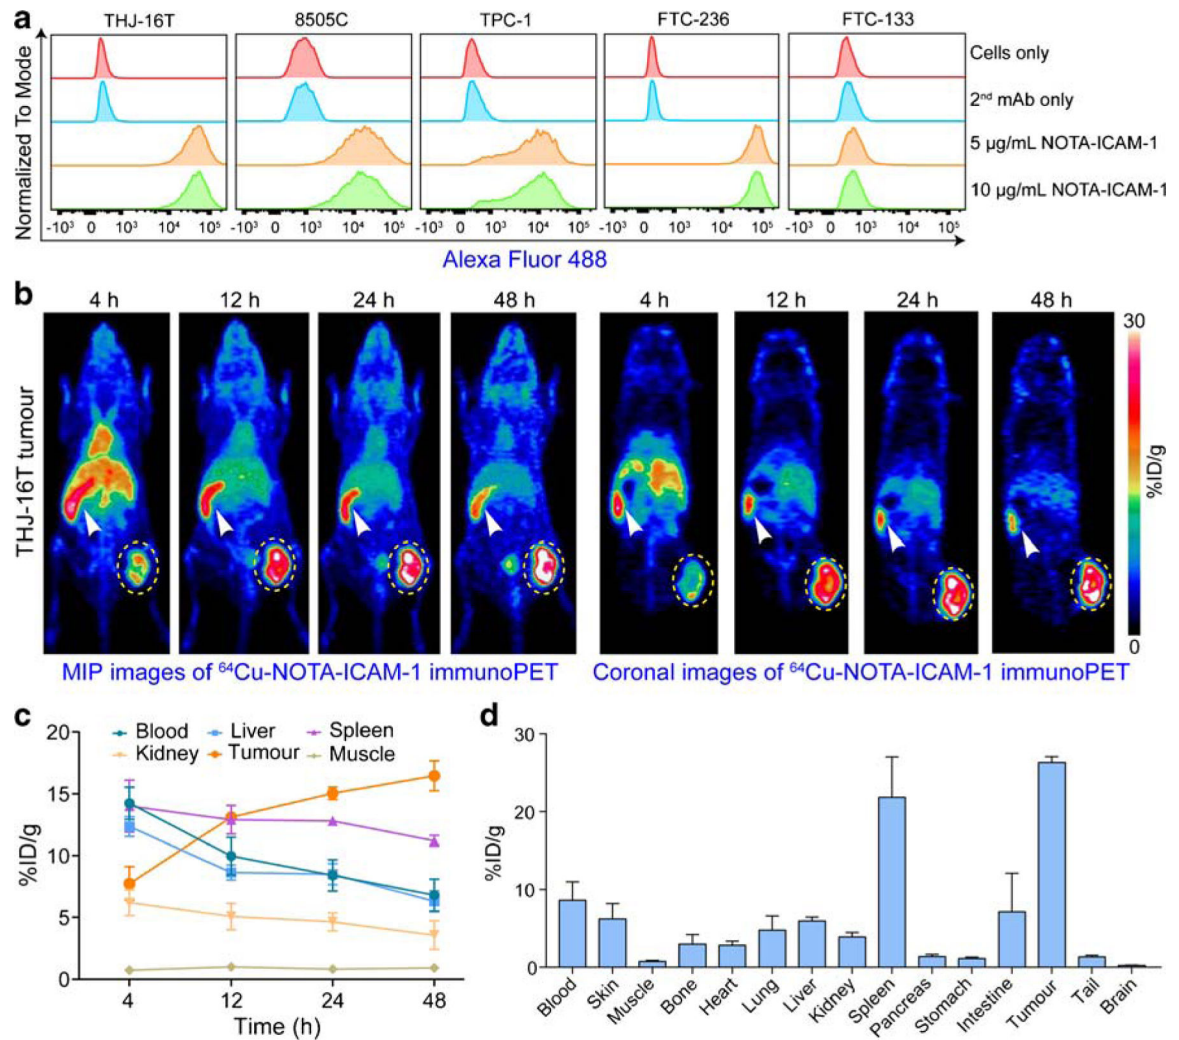 a
THJ-16T 8505C TPC-1 FTC-236 FTC-133
Normalized To Mode
Cells only
2nd mAb only
5 µg/mL NOTA-ICAM-1
10 µg/mL NOTA-ICAM-1
-10³ 0 10³ 10⁴ 10⁵ -10³ 0 10³ 10⁴ 10⁵ -10³ 0 10³ 10⁴ 10⁵ -10³ 0 10³ 10⁴ 10⁵ -10³ 0 10³ 10⁴ 10⁵
Alexa Fluor 488
b
4 h 12 h 24 h 48 h 4 h 12 h 24 h 48 h
THJ-16T tumour
30
%ID/g
0
MIP images of ⁶⁴Cu-NOTA-ICAM-1 immunoPET
Coronal images of ⁶⁴Cu-NOTA-ICAM-1 immunoPET
c
Blood Liver Spleen
Kidney Tumour Muscle
%ID/g
20
15
10
5
0
4 12 24 48
Time (h)
d
%ID/g
30
20
10
0
Blood Skin Muscle Bone Heart Lung Liver Kidney Spleen Pancreas Stomach Intestine Tumour Tail Brain